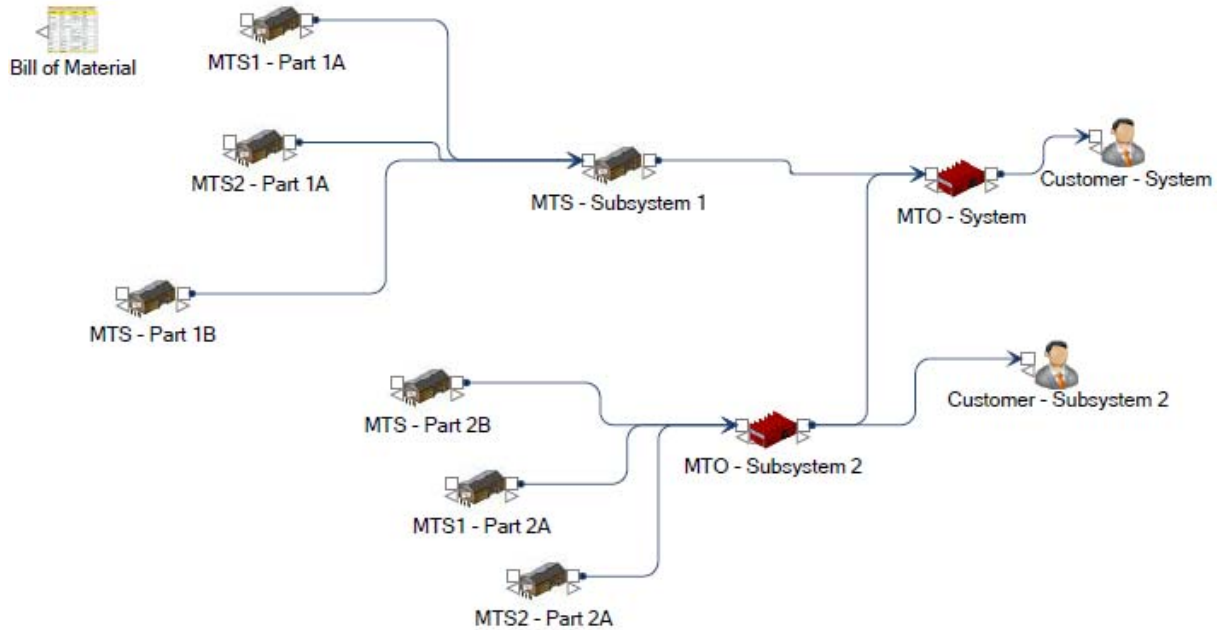 Bill of Material
MTS1 - Part 1A
MTS2 - Part 1A
MTS - Part 1B
MTS - Subsystem 1
MTO - System
Customer - System
MTS - Part 2B
MTS1 - Part 2A
MTS2 - Part 2A
MTO - Subsystem 2
Customer - Subsystem 2